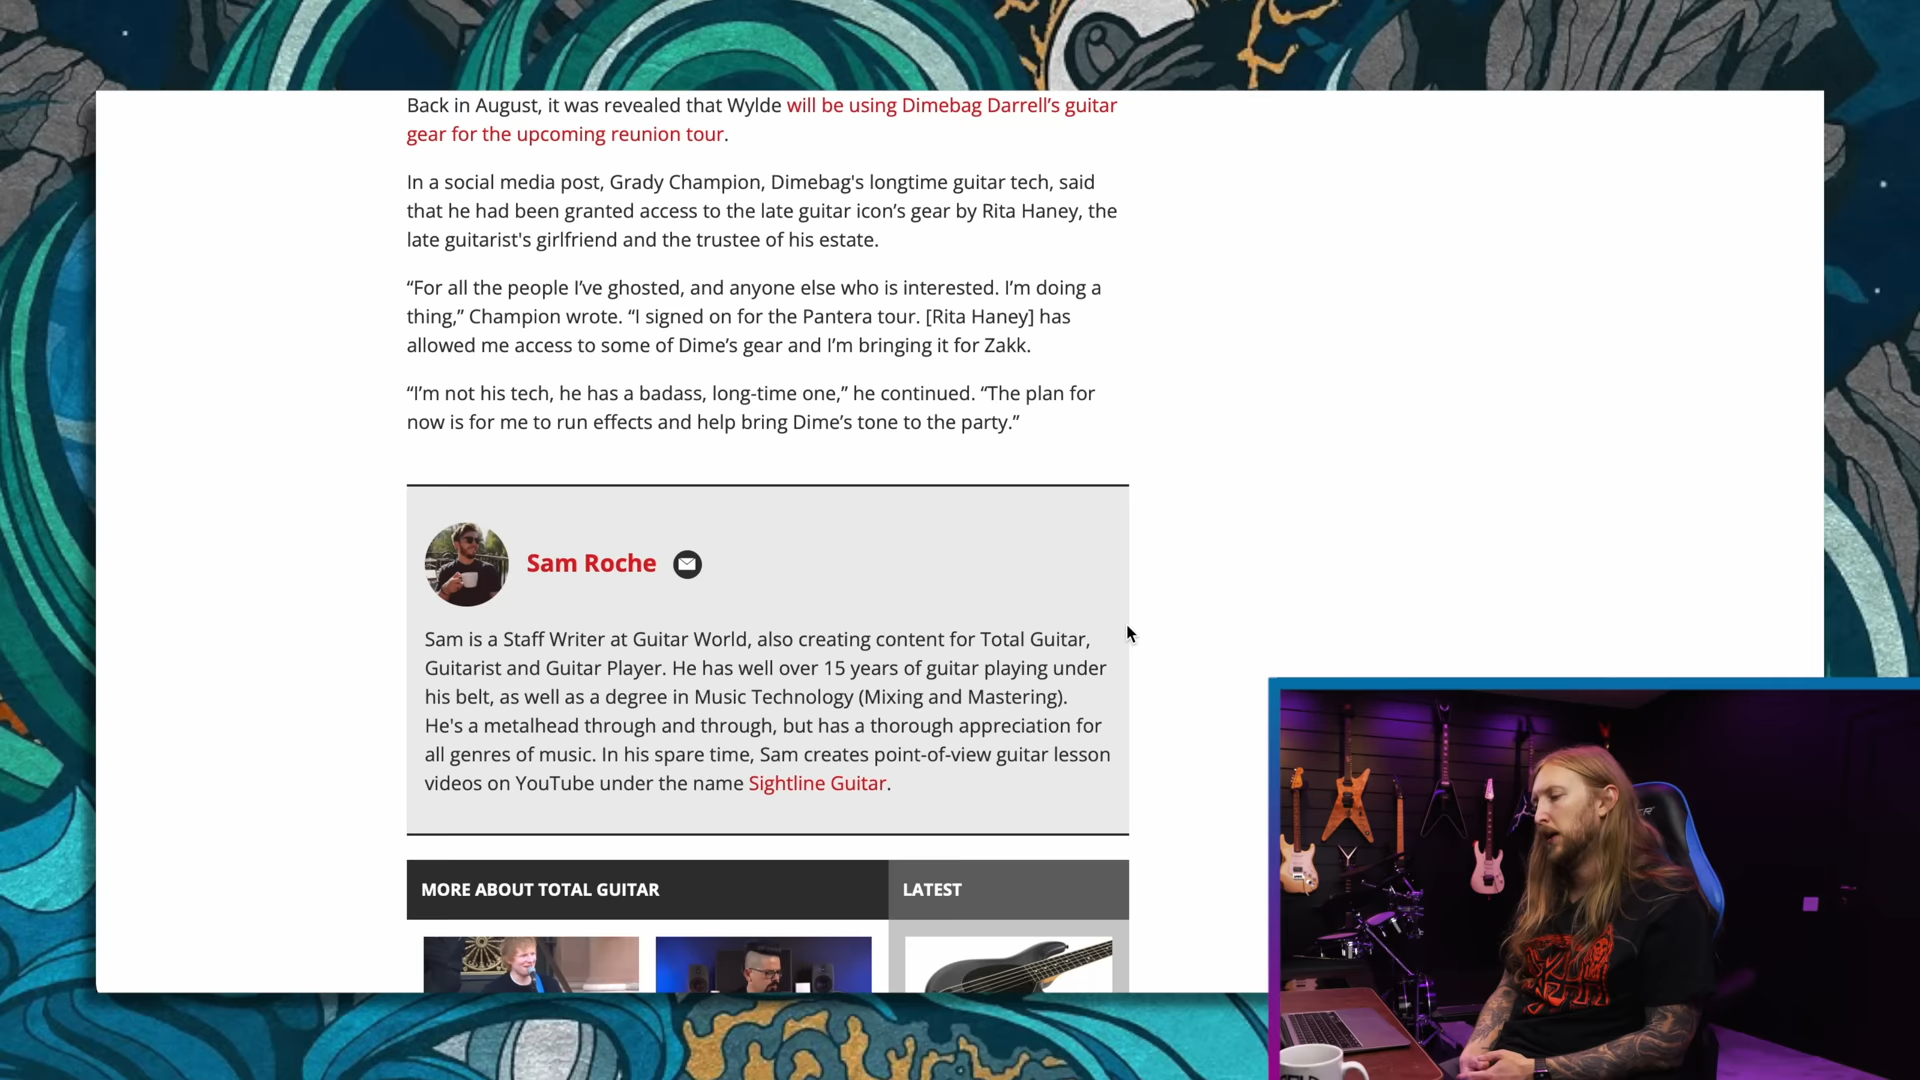 Back in August, it was revealed that Wylde will be using Dimebag Darrell’s guitar
gear for the upcoming reunion tour.
In a social media post, Grady Champion, Dimebag's longtime guitar tech, said
that he had been granted access to the late guitar icon’s gear by Rita Haney, the
late guitarist's girlfriend and the trustee of his estate.
“For all the people I’ve ghosted, and anyone else who is interested. I’m doing a
thing,” Champion wrote. “I signed on for the Pantera tour. [Rita Haney] has
allowed me access to some of Dime’s gear and I’m bringing it for Zakk.
“I’m not his tech, he has a badass, long-time one,” he continued. “The plan for
now is for me to run effects and help bring Dime’s tone to the party.”
Sam Roche
Sam is a Staff Writer at Guitar World, also creating content for Total Guitar,
Guitarist and Guitar Player. He has well over 15 years of guitar playing under
his belt, as well as a degree in Music Technology (Mixing and Mastering).
He's a metalhead through and through, but has a thorough appreciation for
all genres of music. In his spare time, Sam creates point-of-view guitar lesson
videos on YouTube under the name Sightline Guitar.
MORE ABOUT TOTAL GUITAR
LATEST